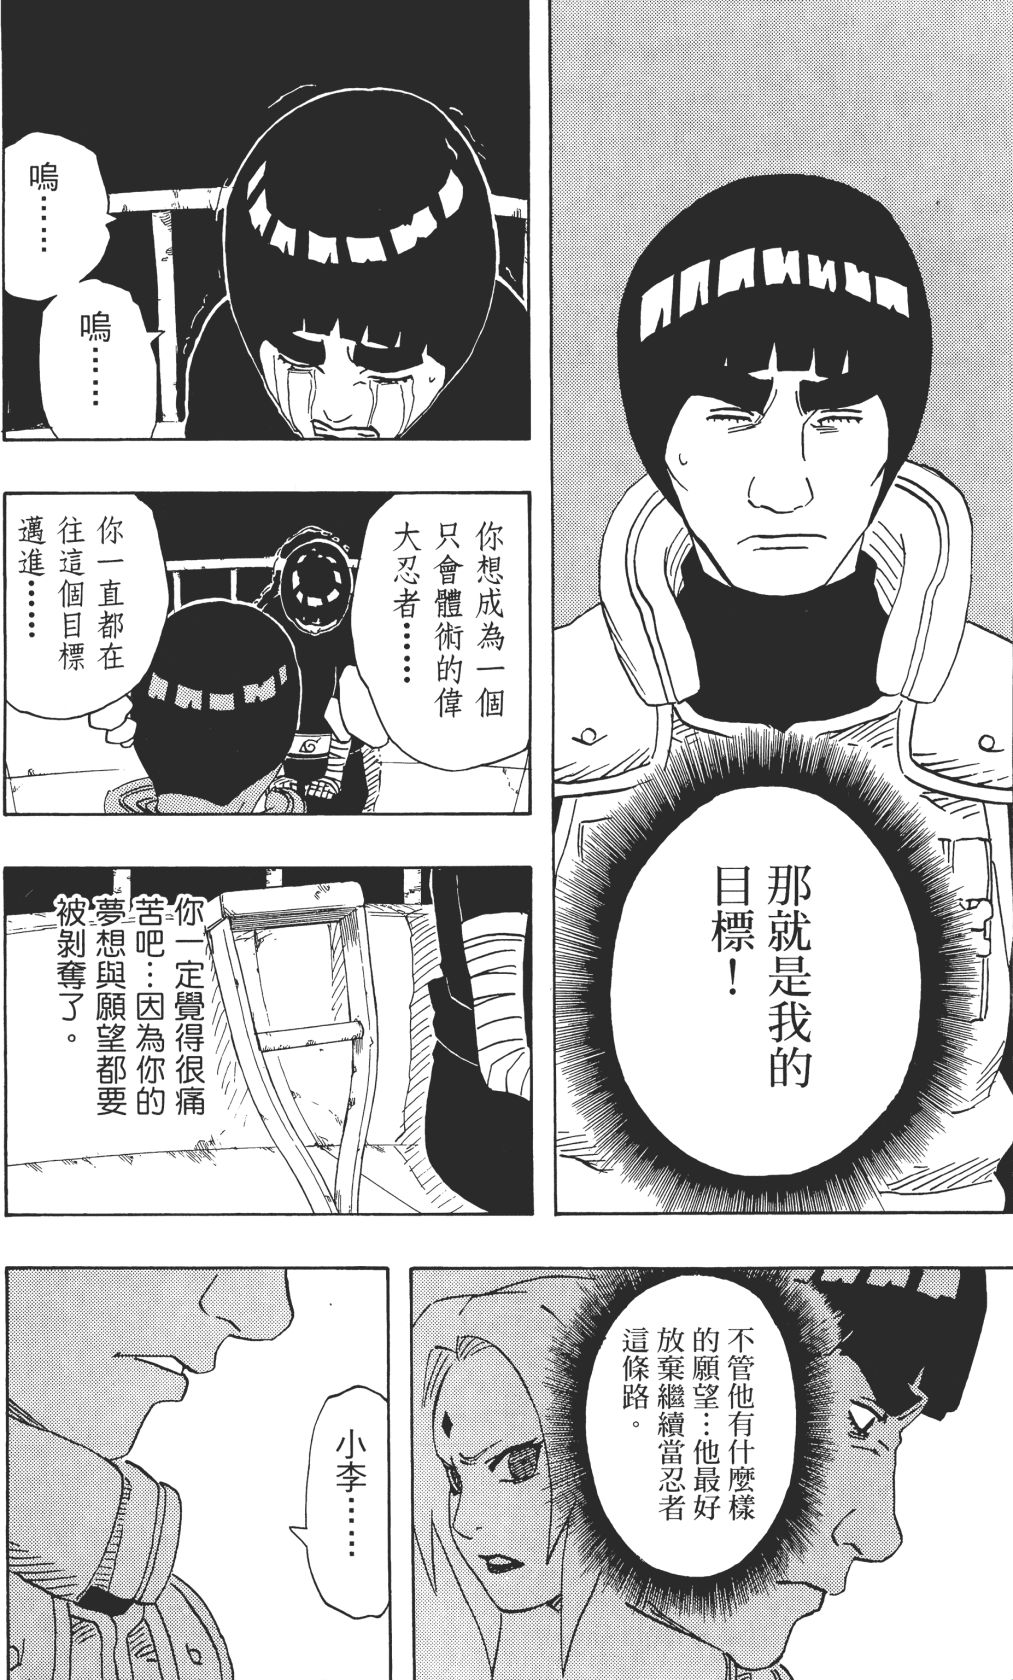 那就是我的
目標！
嗚……
嗚……
你想成為一個
只會體術的偉
大忍者……
你一直都在
往這個目標
邁進……
你一定覺得很痛
苦吧…因為你的
夢想與願望都要
被剝奪了。
不管他有什麼樣
的願望…他最好
放棄繼續當忍者
這條路。
小李……